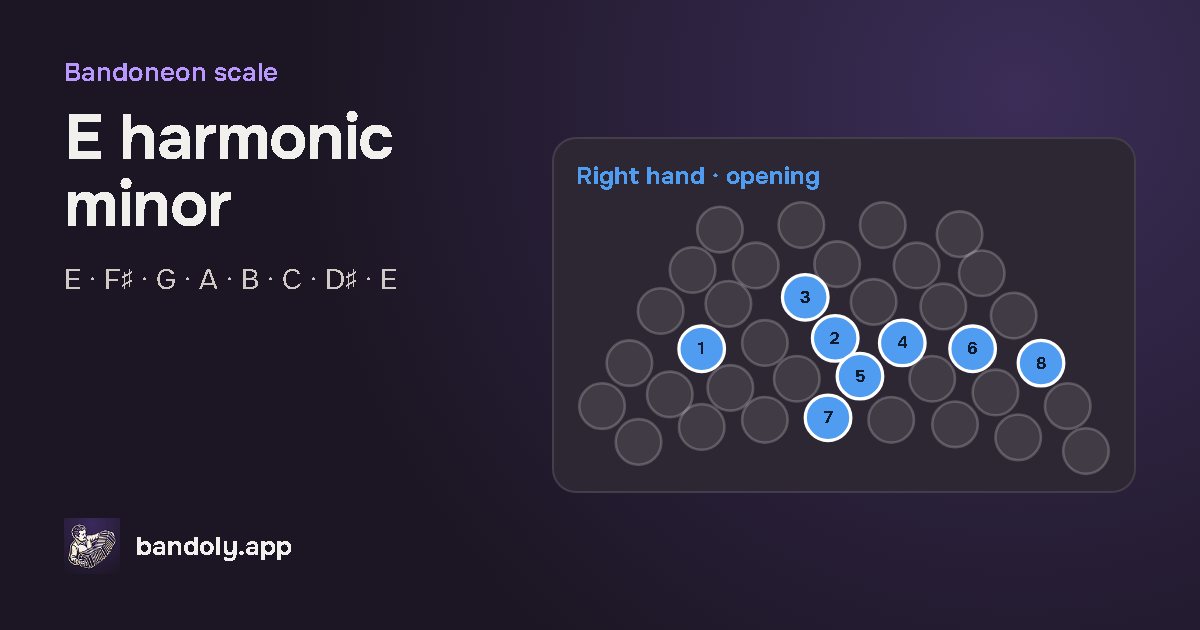 Bandoneon scale
E harmonic
minor
E · F♯ · G · A · B · C · D♯ · E
Right hand · opening
3
1
2
4
6
8
5
7
bandoly.app